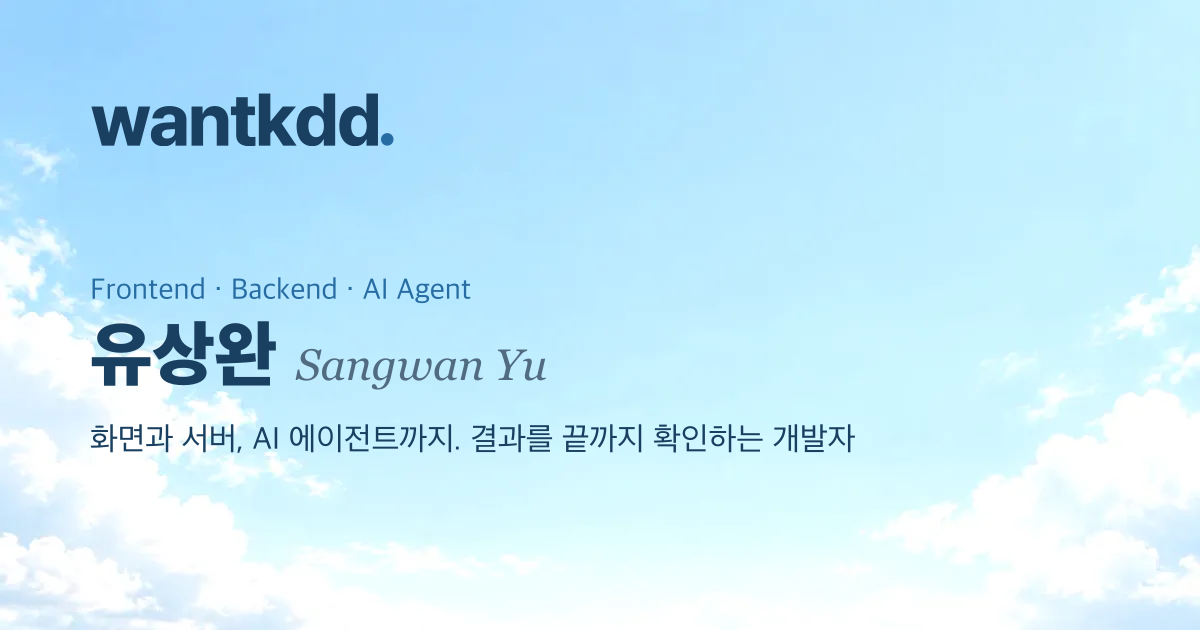 wantkdd.
Frontend · Backend · AI Agent
유상완 Sangwan Yu
화면과 서버, AI 에이전트까지. 결과를 끝까지 확인하는 개발자